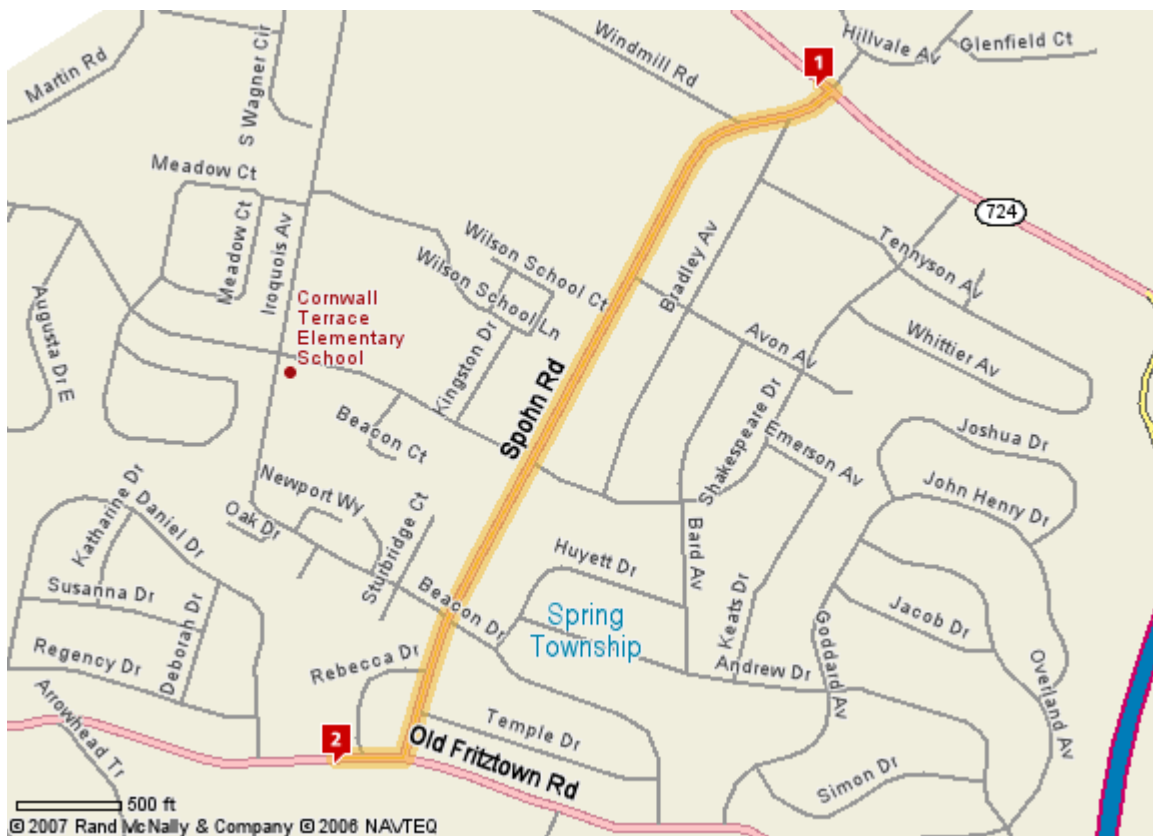 Martin Rd
S Wagner Cir
Windmill Rd
1
Hillvale Av
Glenfield Ct
Meadow Ct
Meadow Ct
Iroquois Av
724
Wilson School Ct
Wilson School Ln
Bradley Av
Tennyson Av
Augusta Dr E
Cornwall
Terrace
Elementary
School
Kingston Dr
Avon Av
Whittier Av
Spohn Rd
Beacon Ct
Shakespeare Dr
Emerson Av
Joshua Dr
John Henry Dr
Katharine Dr
Daniel Dr
Newport Wy
Oak Dr
Sturbridge Ct
Bard Av
Huyett Dr
Susanna Dr
Deborah Dr
Beacon Dr
Spring
Township
Keats Dr
Jacob Dr
Goddard Av
Overland Av
Regency Dr
Rebecca Dr
Andrew Dr
Arrowhead Tr
2
Temple Dr
Old Fritztown Rd
Simon Dr
500 ft
© 2007 Rand McNally & Company © 2006 NAVTEQ